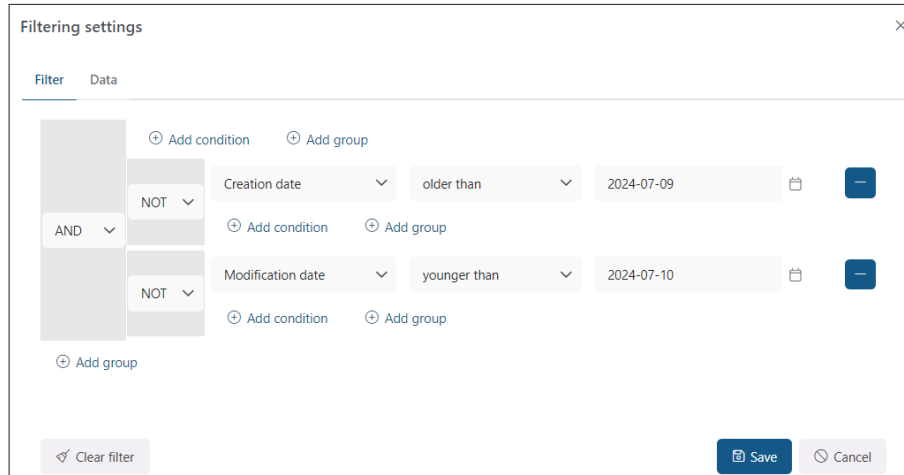 Filtering settings
Filter Data
Add condition Add group
NOT Creation date older than 2024-07-09
Add condition Add group
AND
NOT Modification date younger than 2024-07-10
Add condition Add group
Add group
Clear filter Save Cancel